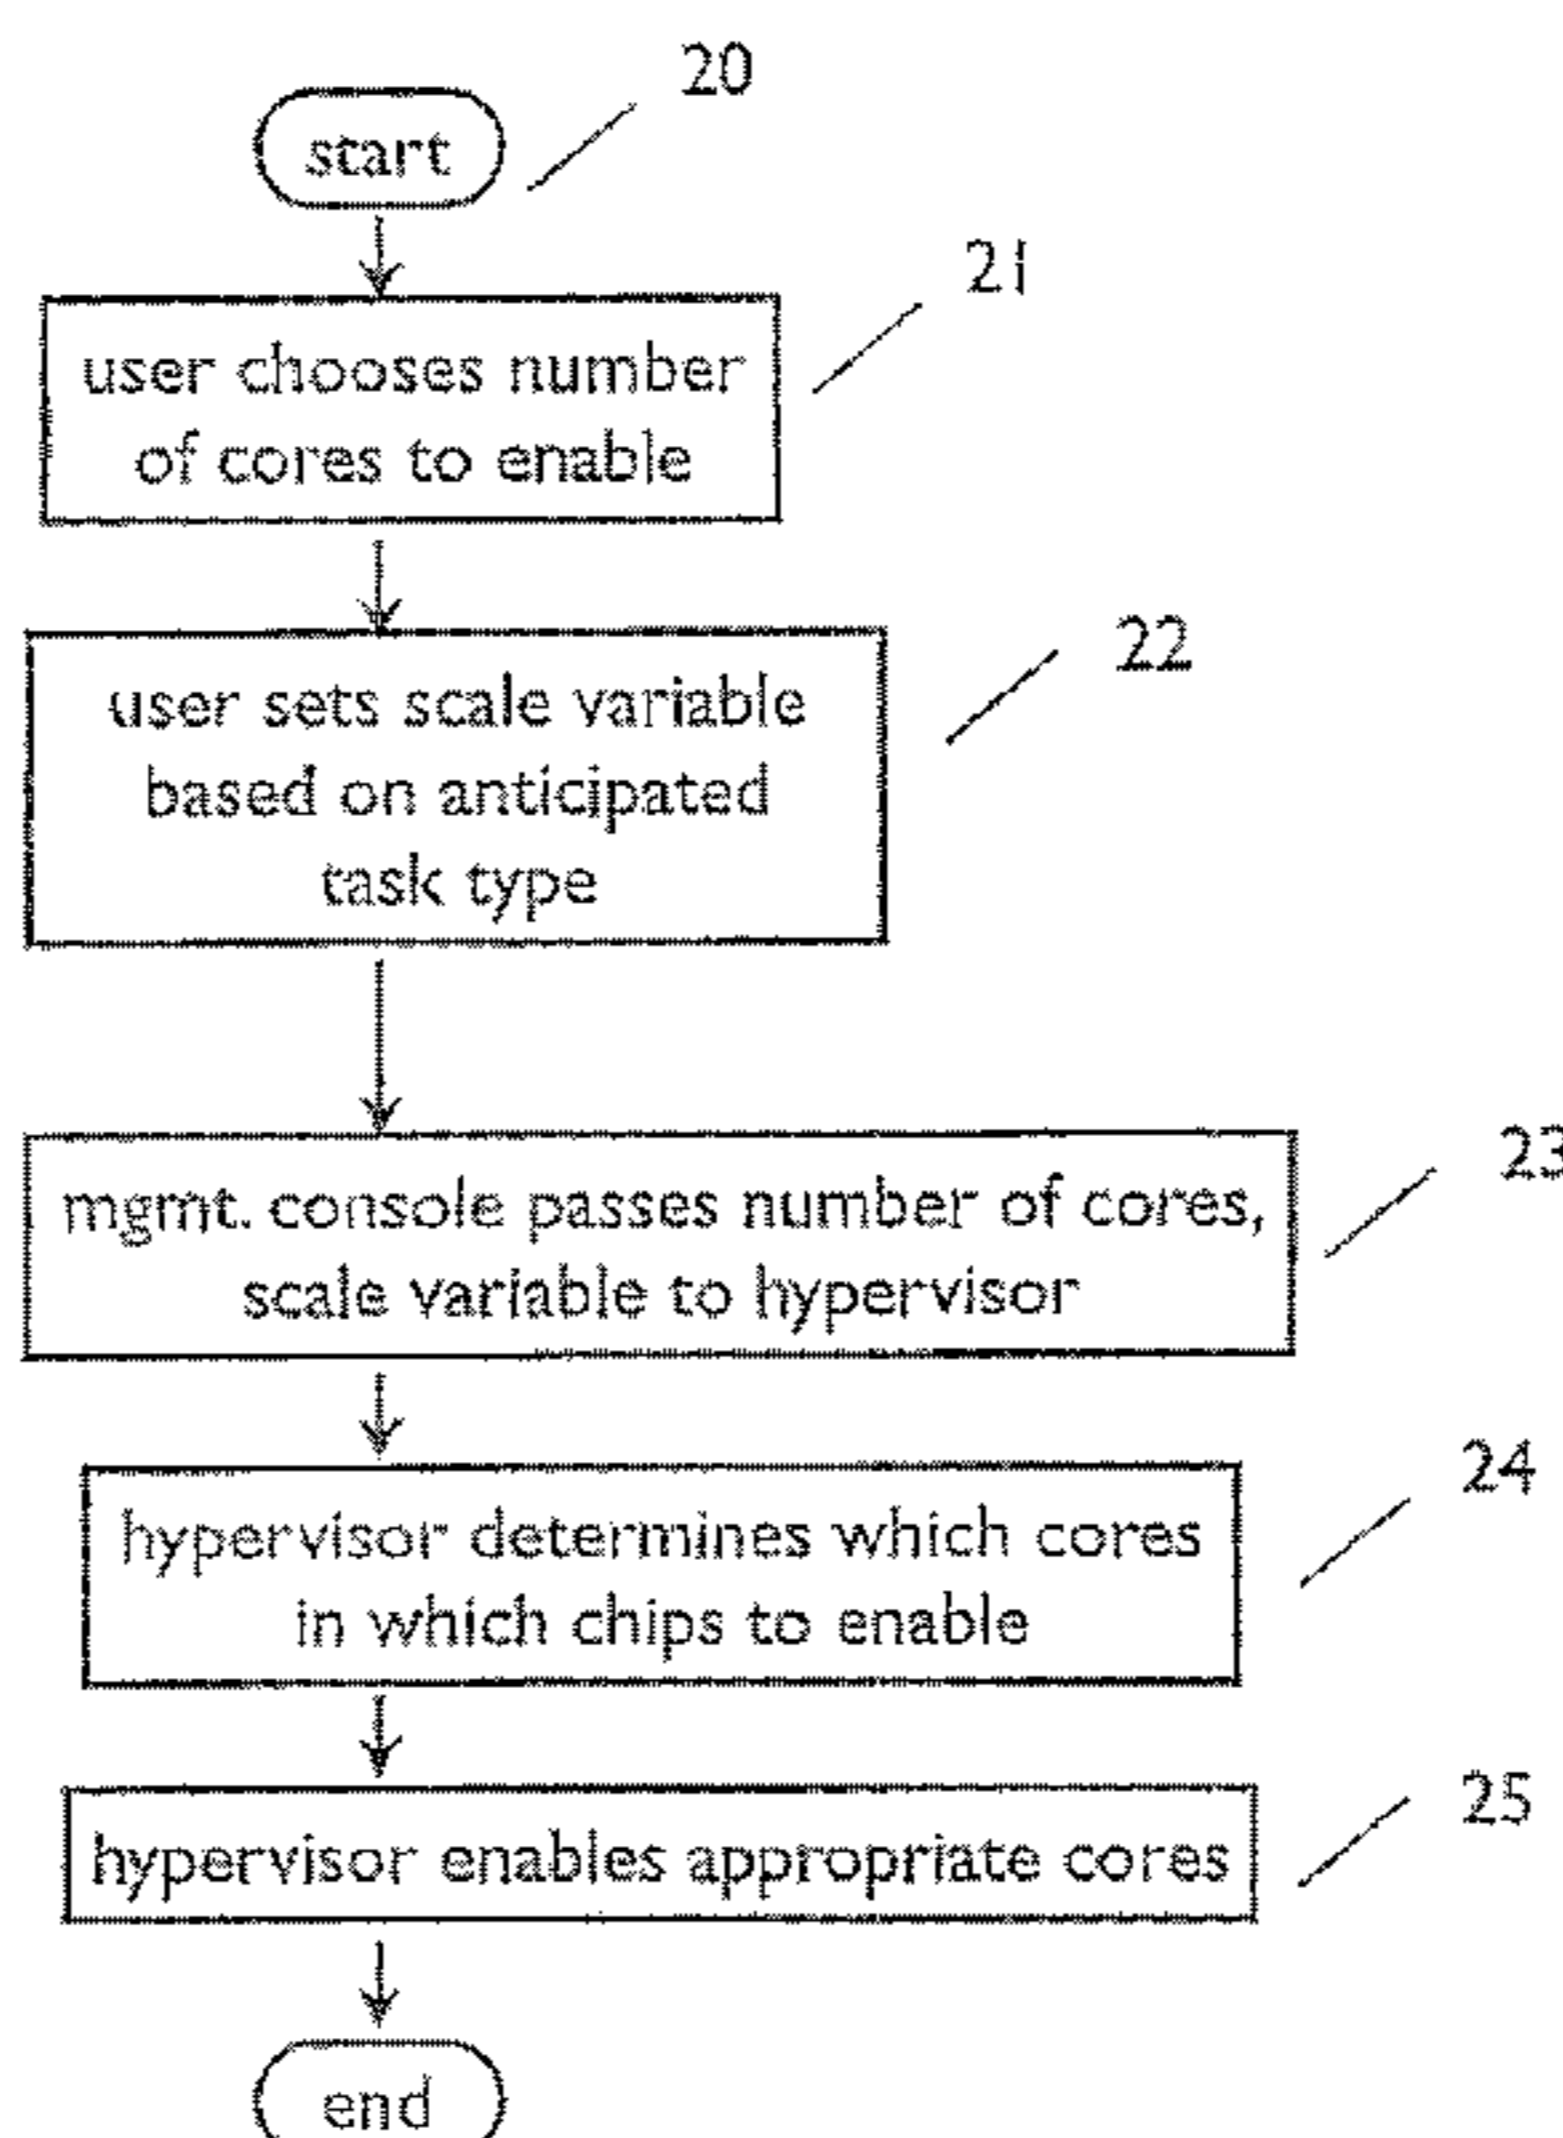 20
start
21
user chooses number
of cores to enable
22
user sets scale variable
based on anticipated
task type
23
mgmt. console passes number of cores,
scale variable to hypervisor
24
hypervisor determines which cores
in which chips to enable
25
hypervisor enables appropriate cores
end